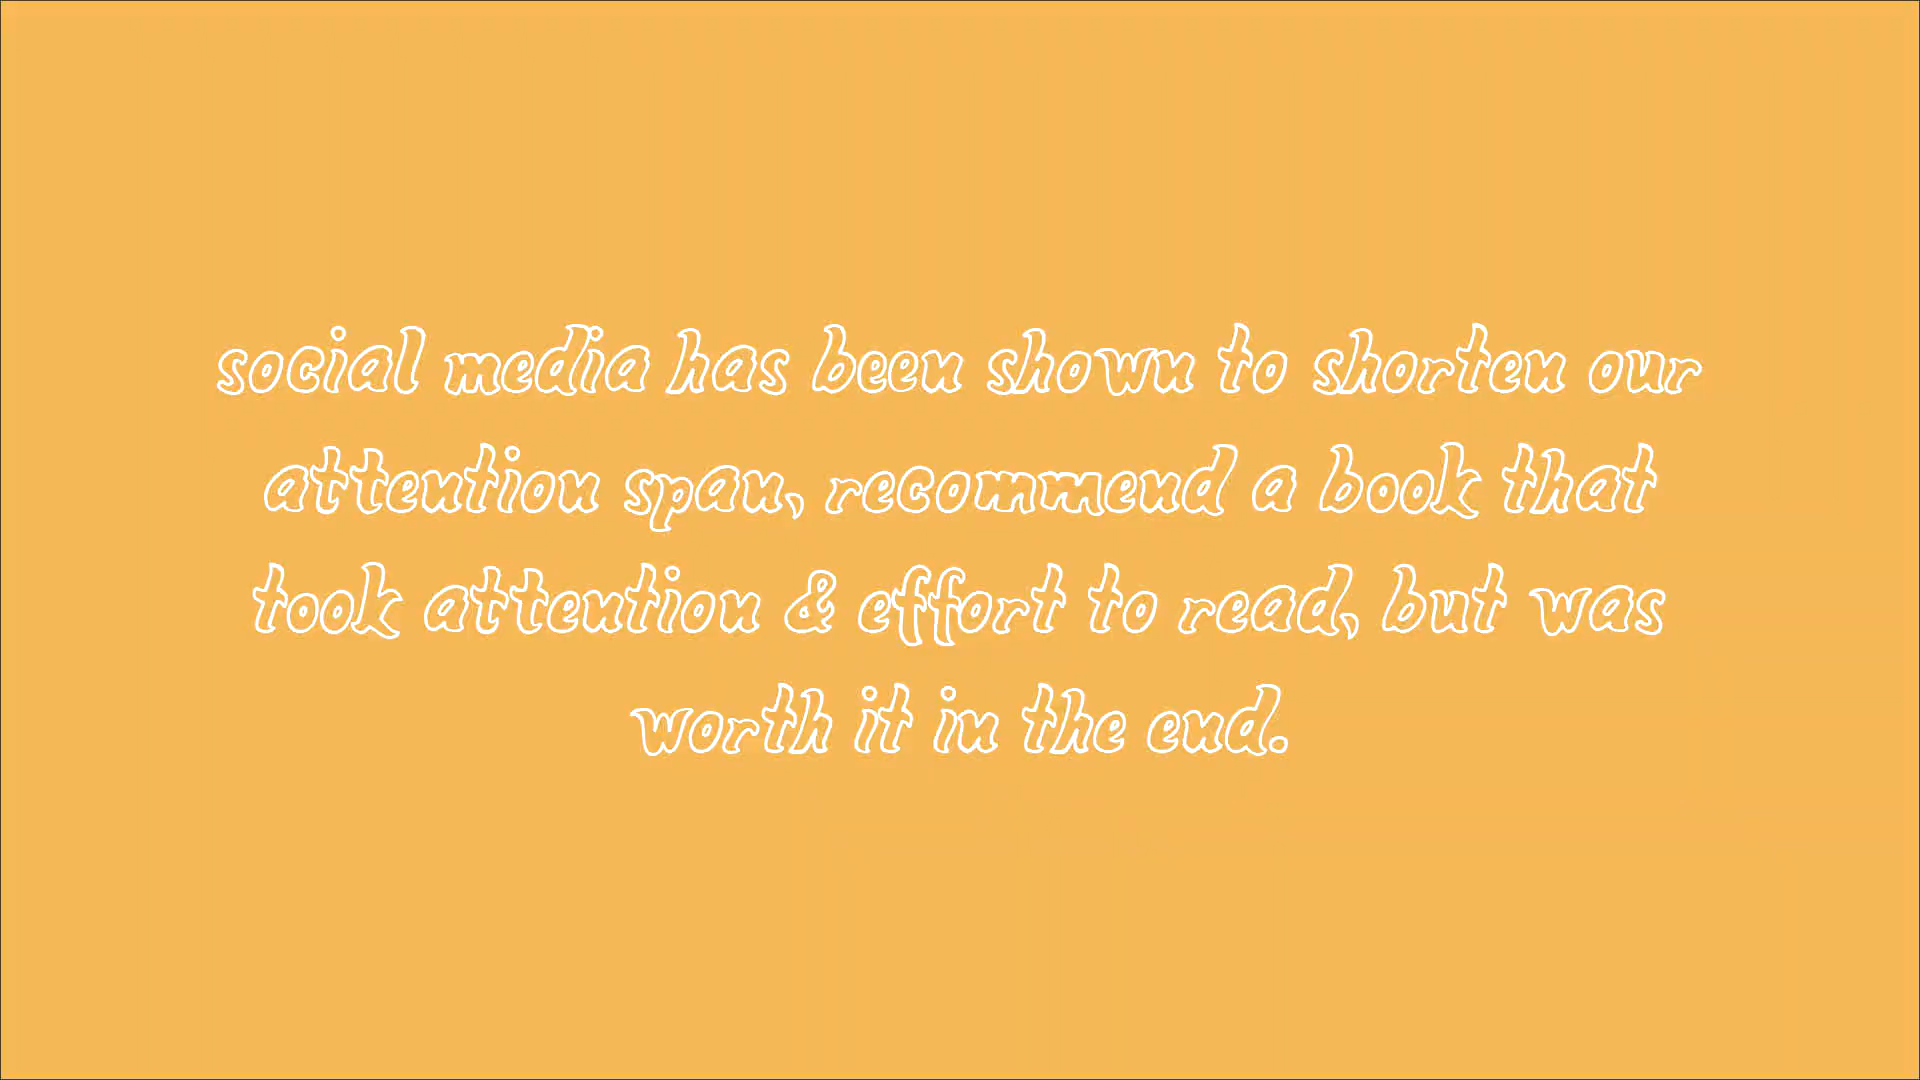 social media has been shown to shorten our
attention span, recommend a book that
took attention & effort to read, but was
worth it in the end.